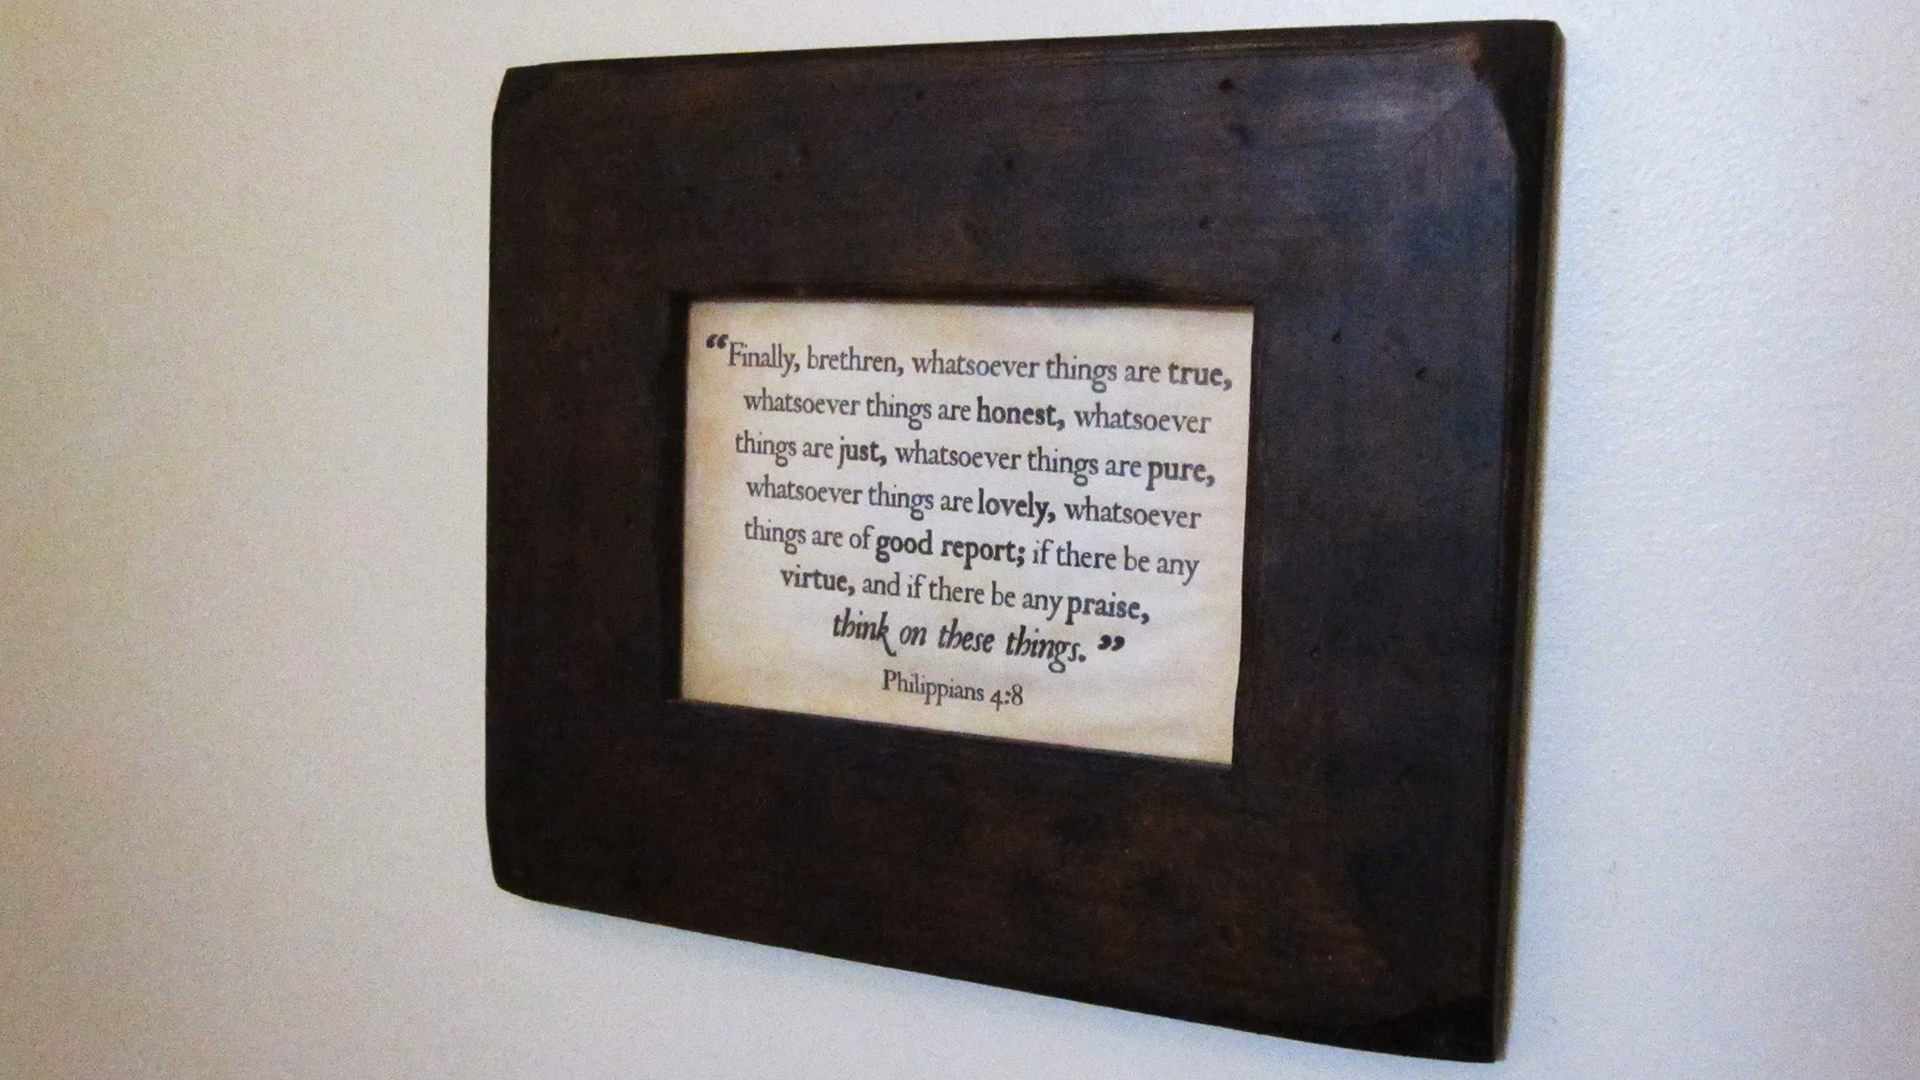 “Finally, brethren, whatsoever things are true,
whatsoever things are honest, whatsoever
things are just, whatsoever things are pure,
whatsoever things are lovely, whatsoever
things are of good report; if there be any
virtue, and if there be any praise,
think on these things.”
Philippians 4:8